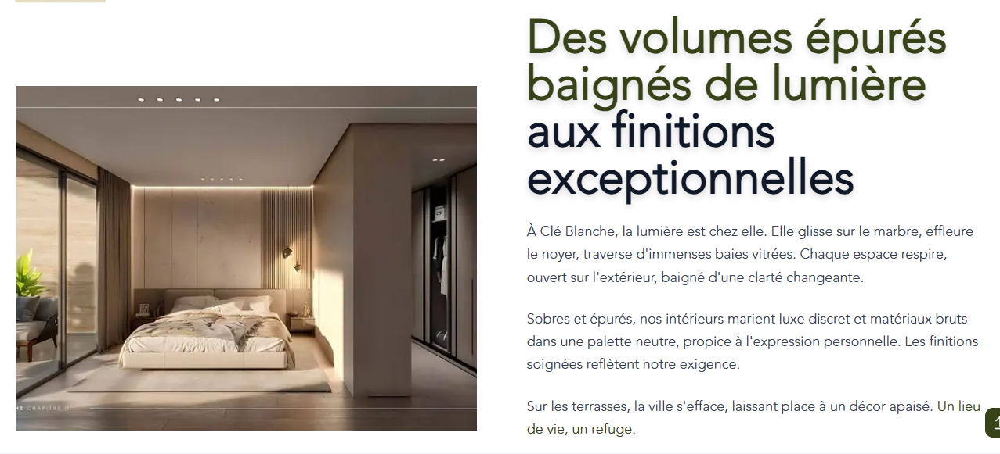 Des volumes épurés
baignés de lumière
aux finitions
exceptionnelles
À Clé Blanche, la lumière est chez elle. Elle glisse sur le marbre, effleure
le noyer, traverse d'immenses baies vitrées. Chaque espace respire,
ouvert sur l'extérieur, baigné d'une clarté changeante.
Sobres et épurés, nos intérieurs marient luxe discret et matériaux bruts
dans une palette neutre, propice à l'expression personnelle. Les finitions
soignées reflètent notre exigence.
Sur les terrasses, la ville s'efface, laissant place à un décor apaisé. Un lieu
de vie, un refuge.
CHAPITRE